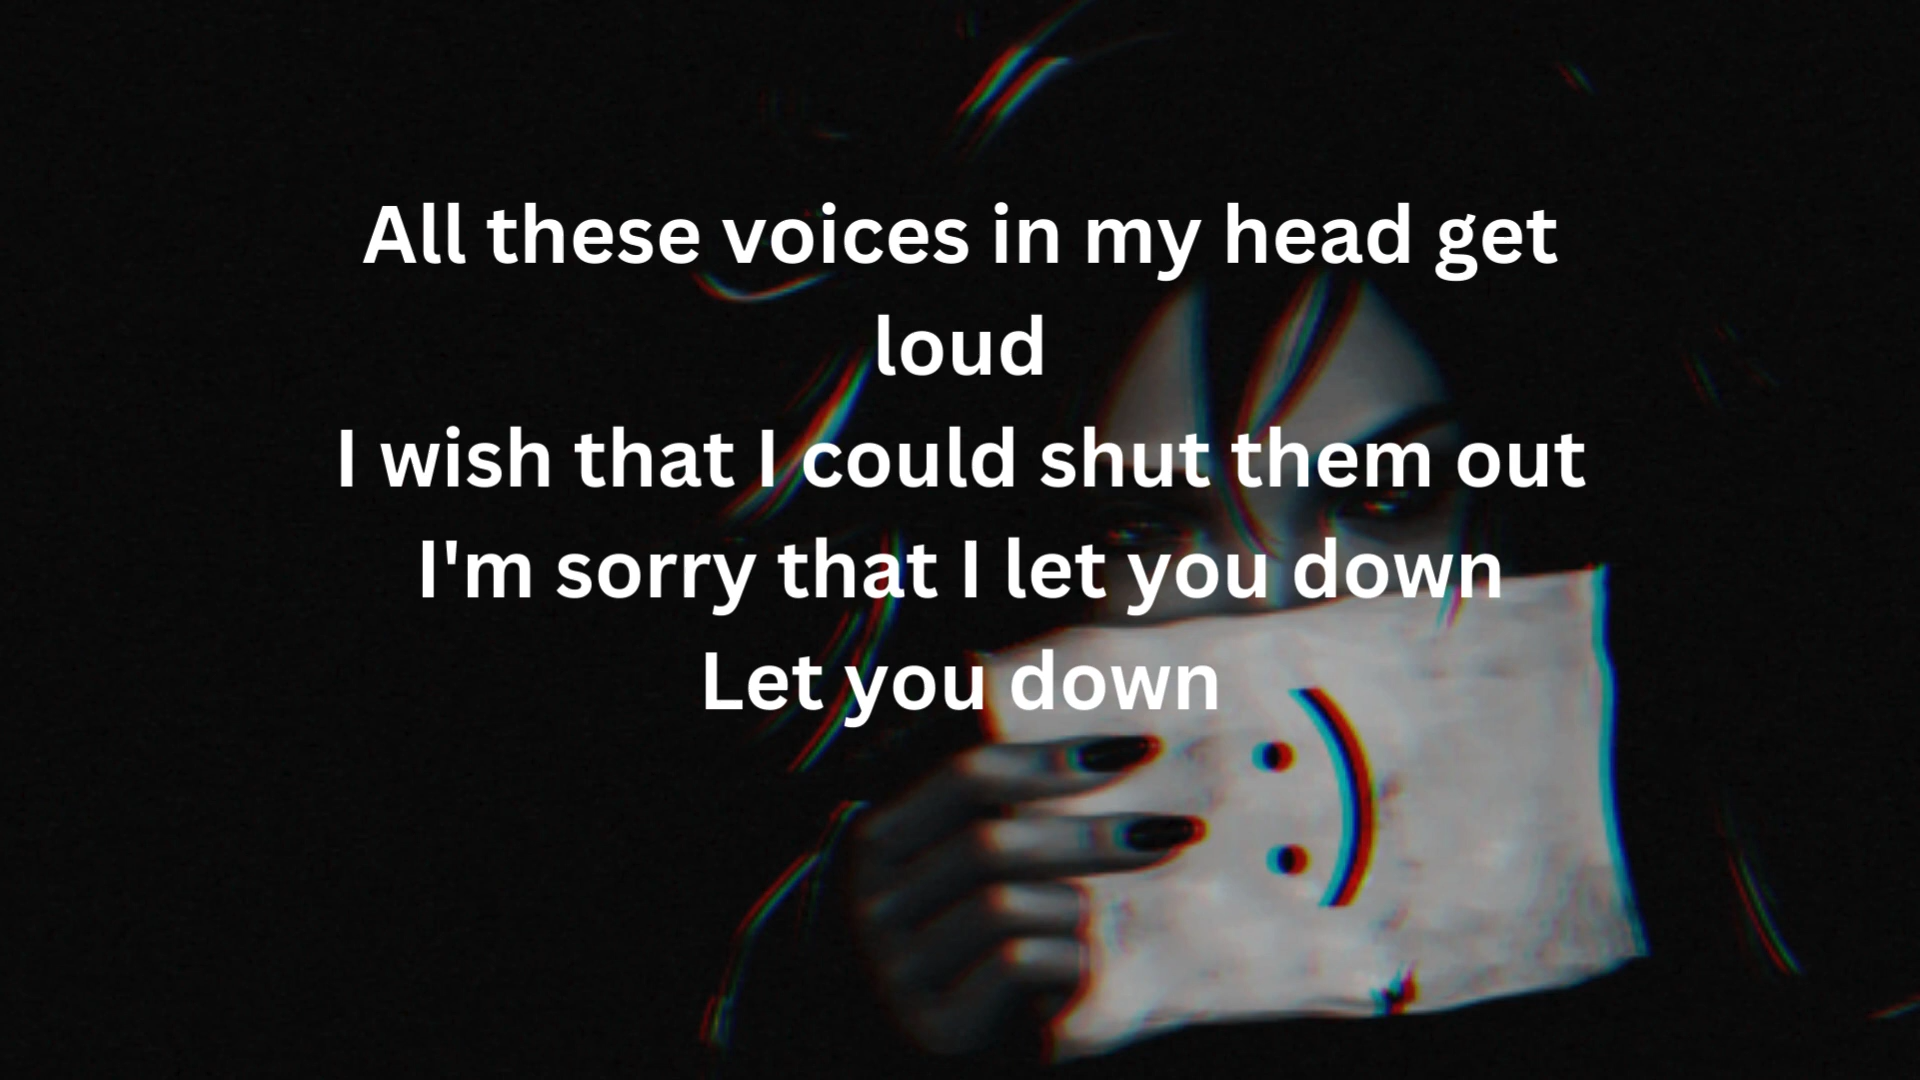 All these voices in my head get
loud
I wish that I could shut them out
I'm sorry that I let you down
Let you down